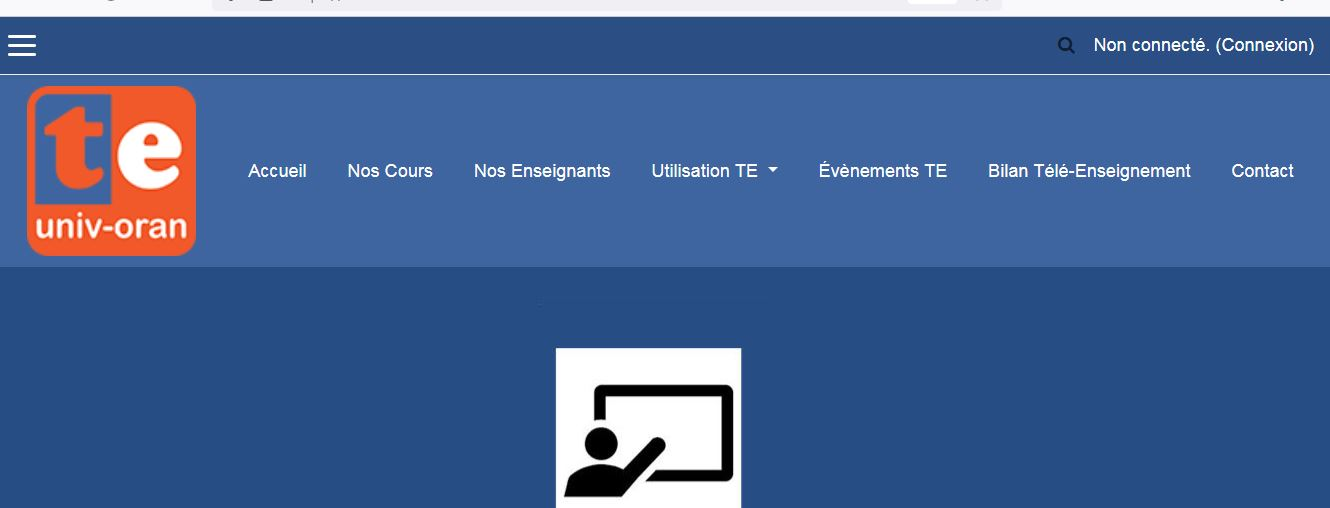 Non connecté. (Connexion)
te
univ-oran
Accueil
Nos Cours
Nos Enseignants
Utilisation TE
Évènements TE
Bilan Télé-Enseignement
Contact